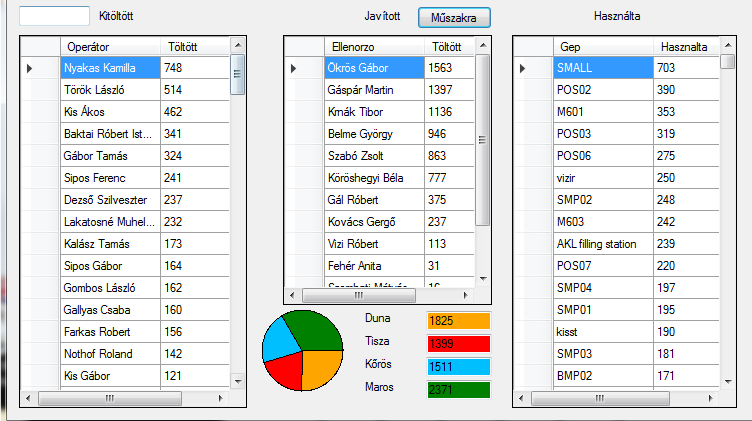 Kitöltött
Javított
Műszakra
Használta
Operátor Töltött
Nyakas Kamilla 748
Török László 514
Kis Ákos 462
Baktai Róbert Ist... 341
Gábor Tamás 324
Sipos Ferenc 241
Dezső Szilveszter 237
Lakatosné Muhel... 232
Kalász Tamás 173
Sipos Gábor 164
Gombos László 162
Gallyas Csaba 160
Farkas Robert 156
Nothof Roland 142
Kis Gábor 121
Ellenorzo Töltött
Ökrös Gábor 1563
Gáspár Martin 1397
Krnák Tibor 1136
Belme György 946
Szabó Zsolt 863
Köröshegyi Béla 777
Gál Róbert 375
Kovács Gergő 237
Vizi Róbert 113
Fehér Anita 31
Szombati Mátyás 16
Duna 1825
Tisza 1399
Kőrös 1511
Maros 2371
Gep Hasznalta
SMALL 703
POS02 390
M601 353
POS03 319
POS06 275
vizir 250
SMP02 248
M603 242
AKL filling station 239
POS07 220
SMP04 197
SMP01 195
kisst 190
SMP03 181
BMP02 171